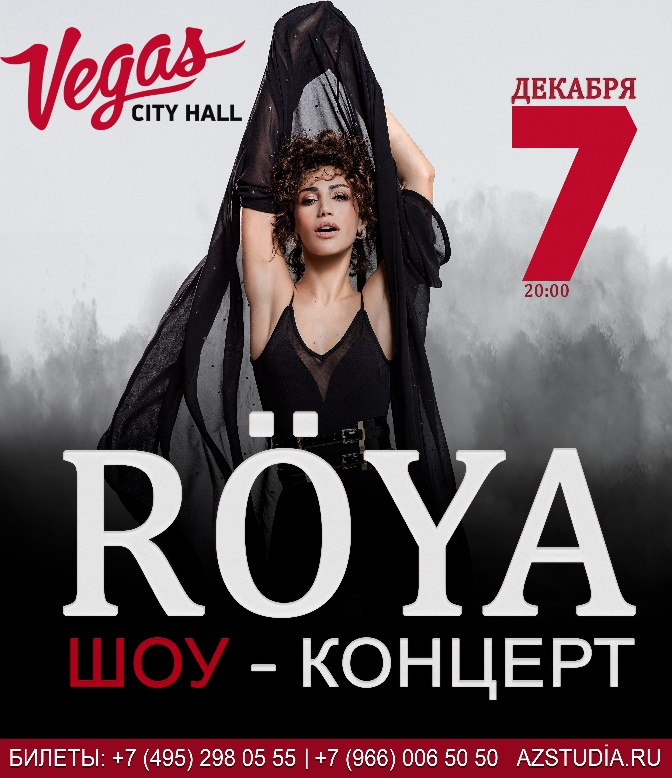 Vegas
CITY HALL
ДЕКАБРЯ
7
20:00
RÖYA
ШОУ - КОНЦЕРТ
БИЛЕТЫ: +7 (495) 298 05 55 | +7 (966) 006 50 50 AZSTUDİA.RU